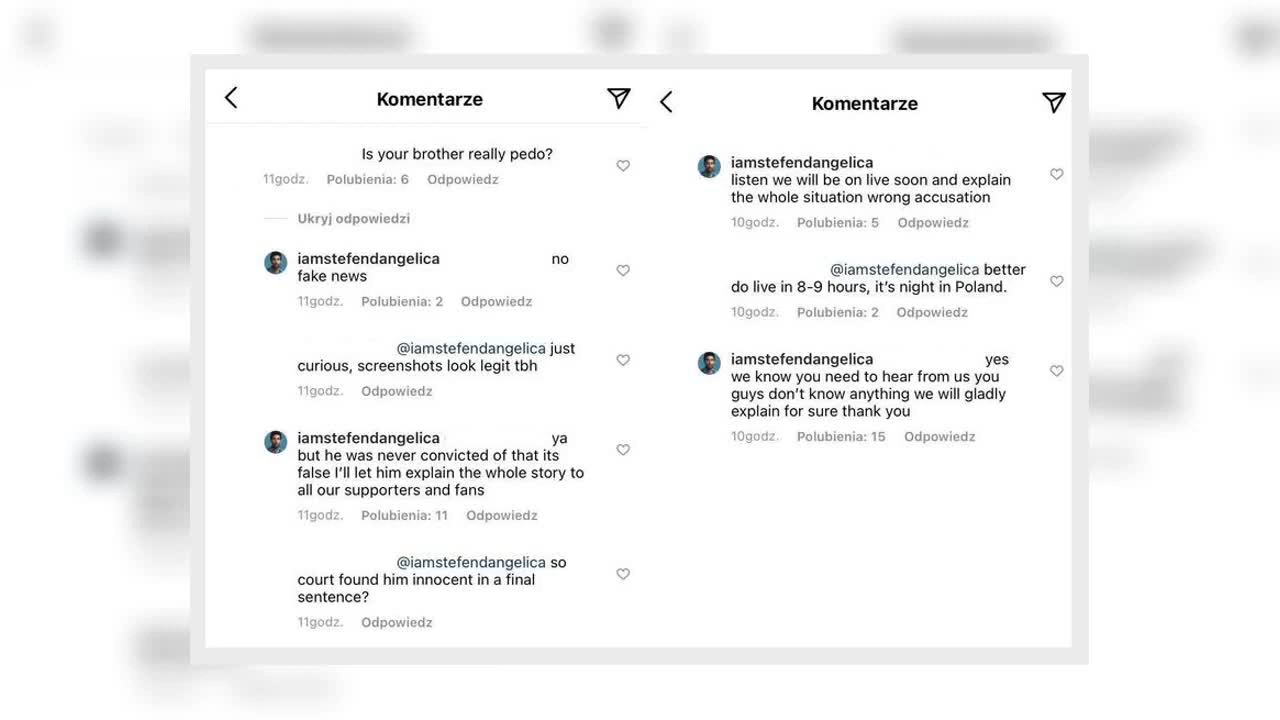 Komentarze
Is your brother really pedo?
11godz. Polubienia: 6 Odpowiedz
Ukryj odpowiedzi
iamstefendangelica no
fake news
11godz. Polubienia: 2 Odpowiedz
@iamstefendangelica just
curious, screenshots look legit tbh
11godz. Odpowiedz
iamstefendangelica ya
but he was never convicted of that its
false I'll let him explain the whole story to
all our supporters and fans
11godz. Polubienia: 11 Odpowiedz
@iamstefendangelica so
court found him innocent in a final
sentence?
11godz. Odpowiedz
Komentarze
iamstefendangelica
listen we will be on live soon and explain
the whole situation wrong accusation
10godz. Polubienia: 5 Odpowiedz
@iamstefendangelica better
do live in 8-9 hours, it's night in Poland.
10godz. Polubienia: 2 Odpowiedz
iamstefendangelica yes
we know you need to hear from us you
guys don't know anything we will gladly
explain for sure thank you
10godz. Polubienia: 15 Odpowiedz